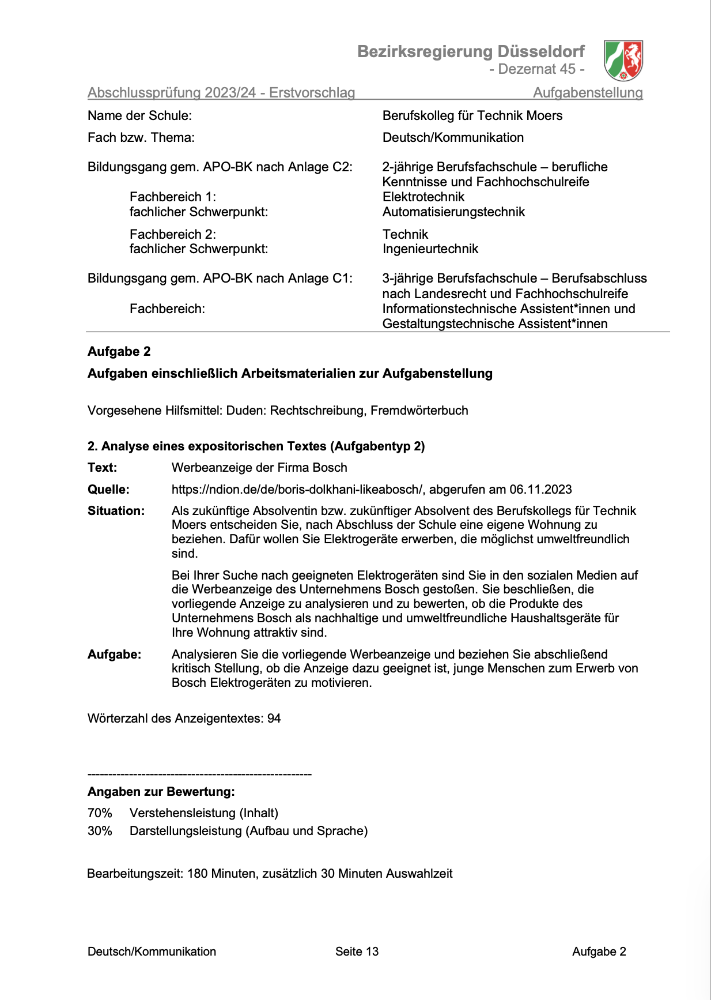 Bezirksregierung Düsseldorf
- Dezernat 45 -
Abschlussprüfung 2023/24 - Erstvorschlag Aufgabenstellung
Name der Schule: Berufskolleg für Technik Moers
Fach bzw. Thema: Deutsch/Kommunikation
Bildungsgang gem. APO-BK nach Anlage C2: 2-jährige Berufsfachschule – berufliche
Kenntnisse und Fachhochschulreife
Fachbereich 1: Elektrotechnik
fachlicher Schwerpunkt: Automatisierungstechnik
Fachbereich 2: Technik
fachlicher Schwerpunkt: Ingenieurtechnik
Bildungsgang gem. APO-BK nach Anlage C1: 3-jährige Berufsfachschule – Berufsabschluss
nach Landesrecht und Fachhochschulreife
Fachbereich: Informationstechnische Assistent*innen und
Gestaltungstechnische Assistent*innen
Aufgabe 2
Aufgaben einschließlich Arbeitsmaterialien zur Aufgabenstellung
Vorgesehene Hilfsmittel: Duden: Rechtschreibung, Fremdwörterbuch
2. Analyse eines expositorischen Textes (Aufgabentyp 2)
Text: Werbeanzeige der Firma Bosch
Quelle: https://ndion.de/de/boris-dolkhani-likeabosch/, abgerufen am 06.11.2023
Situation: Als zukünftige Absolventin bzw. zukünftiger Absolvent des Berufskollegs für Technik
Moers entscheiden Sie, nach Abschluss der Schule eine eigene Wohnung zu
beziehen. Dafür wollen Sie Elektrogeräte erwerben, die möglichst umweltfreundlich
sind.
Bei Ihrer Suche nach geeigneten Elektrogeräten sind Sie in den sozialen Medien auf
die Werbeanzeige des Unternehmens Bosch gestoßen. Sie beschließen, die
vorliegende Anzeige zu analysieren und zu bewerten, ob die Produkte des
Unternehmens Bosch als nachhaltige und umweltfreundliche Haushaltsgeräte für
Ihre Wohnung attraktiv sind.
Aufgabe: Analysieren Sie die vorliegende Werbeanzeige und beziehen Sie abschließend
kritisch Stellung, ob die Anzeige dazu geeignet ist, junge Menschen zum Erwerb von
Bosch Elektrogeräten zu motivieren.
Wörterzahl des Anzeigentextes: 94
------------------------------------------------------
Angaben zur Bewertung:
70% Verstehensleistung (Inhalt)
30% Darstellungsleistung (Aufbau und Sprache)
Bearbeitungszeit: 180 Minuten, zusätzlich 30 Minuten Auswahlzeit
Deutsch/Kommunikation Seite 13 Aufgabe 2